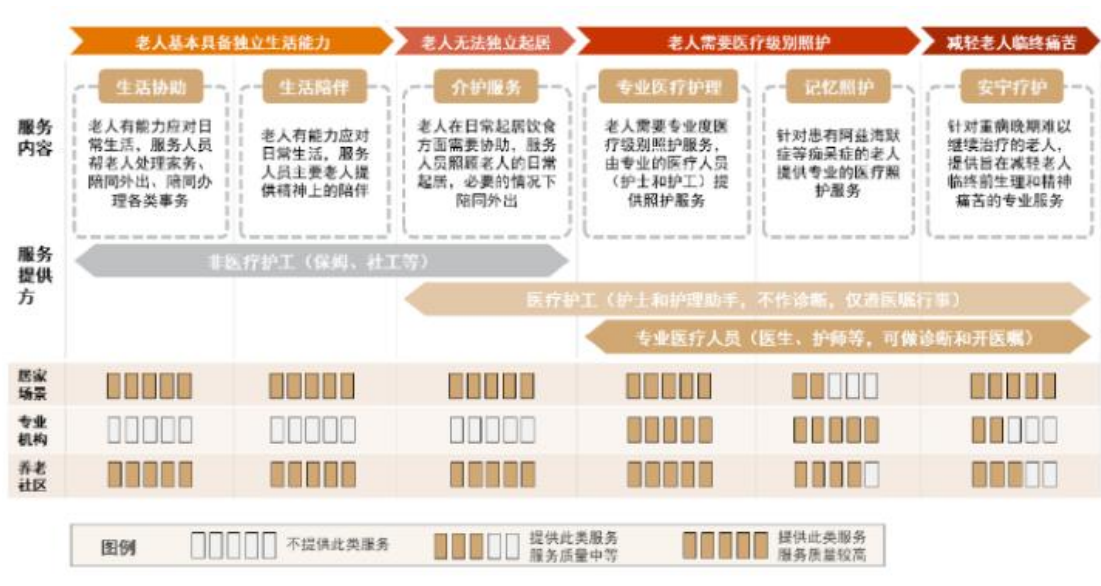 老人基本具备独立生活能力
老人无法独立起居
老人需要医疗级别照护
减轻老人临终痛苦
服务
内容
生活协助
老人有能力应对日
常生活，服务人员
帮老人处理家务、
陪同外出、陪同办
理各类事务
生活陪伴
老人有能力应对
日常生活，服务
人员主要老人提
供精神上的陪伴
介护服务
老人在日常起居饮食
方面需要协助，服务
人员照顾老人的日常
起居，必要的情况下
陪同外出
专业医疗护理
老人需要专业度医
疗级别照护服务，
由专业的医疗人员
（护士和护工）提
供照护服务
记忆照护
针对患有阿兹海默
症等痴呆症的老人
提供专业的医疗照
护服务
安宁疗护
针对重病晚期难以
继续治疗的老人，
提供旨在减轻老人
临终前生理和精神
痛苦的专业服务
服务
提供
方
非医疗护工（保姆、社工等）
医疗护工（护士和护理助手，不作诊断，仅遵医嘱行事）
专业医疗人员（医生、护师等，可做诊断和开医嘱）
居家
场景
专业
机构
养老
社区
图例
不提供此类服务
提供此类服务
服务质量中等
提供此类服务
服务质量较高